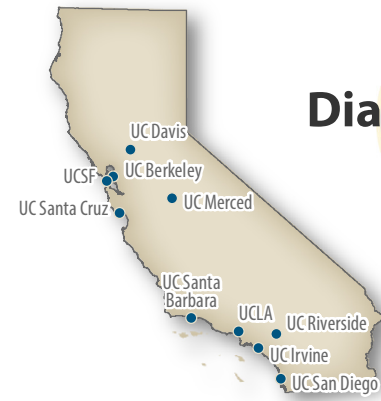 Dia
UC Davis
UC Berkeley
UCSF
UC Merced
UC Santa Cruz
UC Santa
Barbara
UCLA
UC Riverside
UC Irvine
UC San Diego